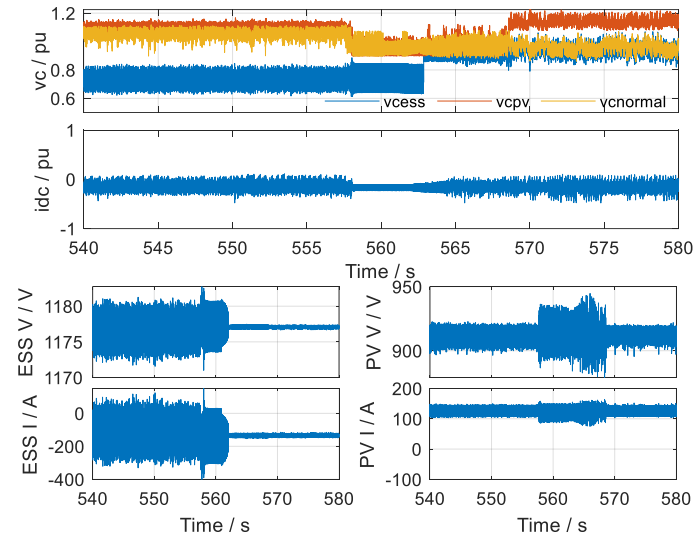 1.2
vc / pu
0.8
0.6
vcess vcpv vcnormal
1
idc / pu
0
-1
540 545 550 555 560 565 570 575 580
Time / s
ESS V / V
1180
1175
1170
PV V / V
950
900
ESS I / A
0
-200
-400
540 550 560 570 580
Time / s
PV I / A
200
100
0
-100
540 550 560 570 580
Time / s